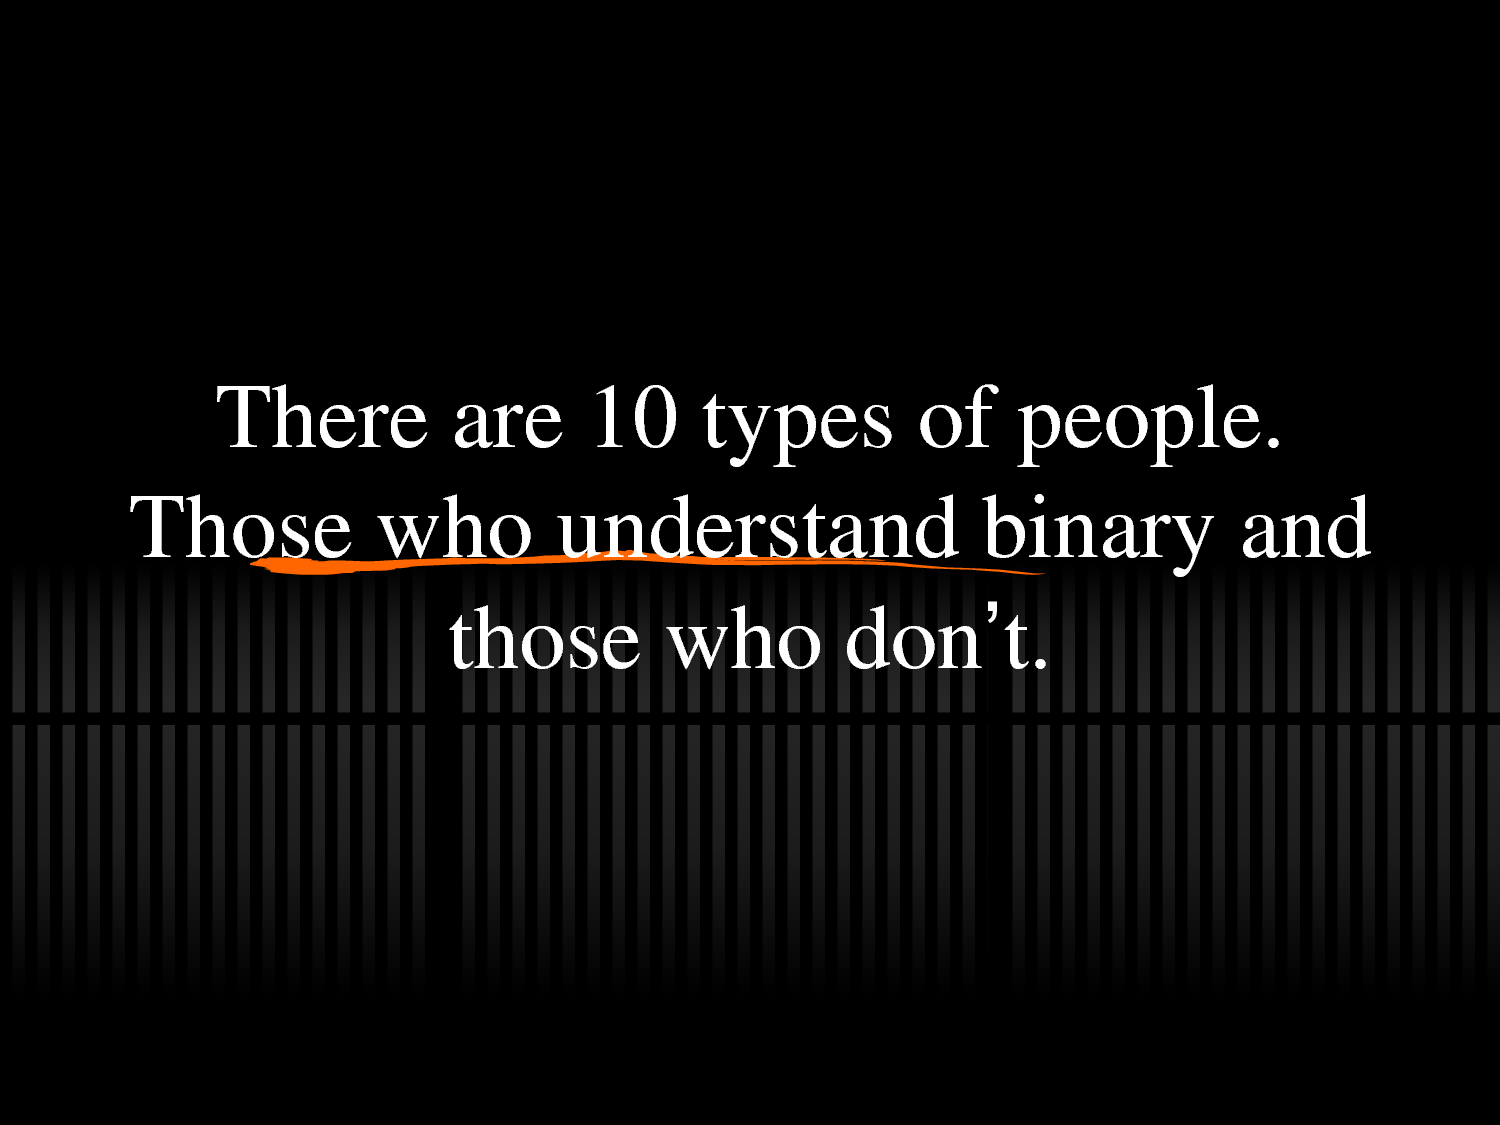 There are 10 types of people.
Those who understand binary and
those who don’t.